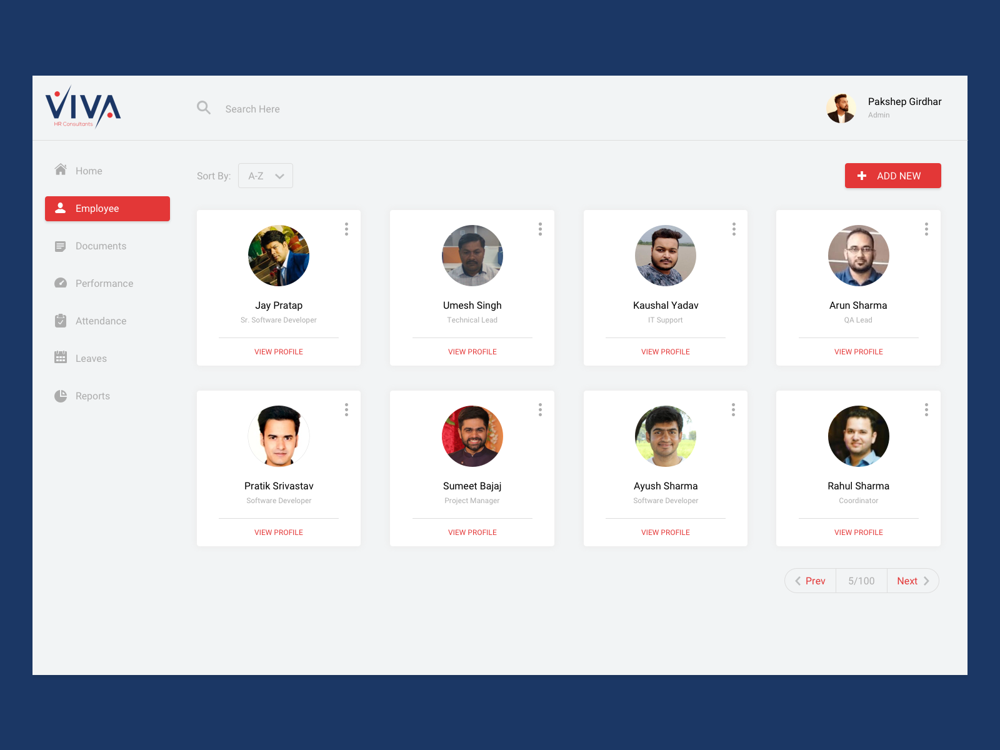 VIVA
HR Consultants
Search Here
Pakshep Girdhar
Admin
Home
Employee
Documents
Performance
Attendance
Leaves
Reports
Sort By: A-Z
ADD NEW
Jay Pratap
Sr. Software Developer
VIEW PROFILE
Umesh Singh
Technical Lead
VIEW PROFILE
Kaushal Yadav
IT Support
VIEW PROFILE
Arun Sharma
QA Lead
VIEW PROFILE
Pratik Srivastav
Software Developer
VIEW PROFILE
Sumeet Bajaj
Project Manager
VIEW PROFILE
Ayush Sharma
Software Developer
VIEW PROFILE
Rahul Sharma
Coordinator
VIEW PROFILE
Prev 5/100 Next